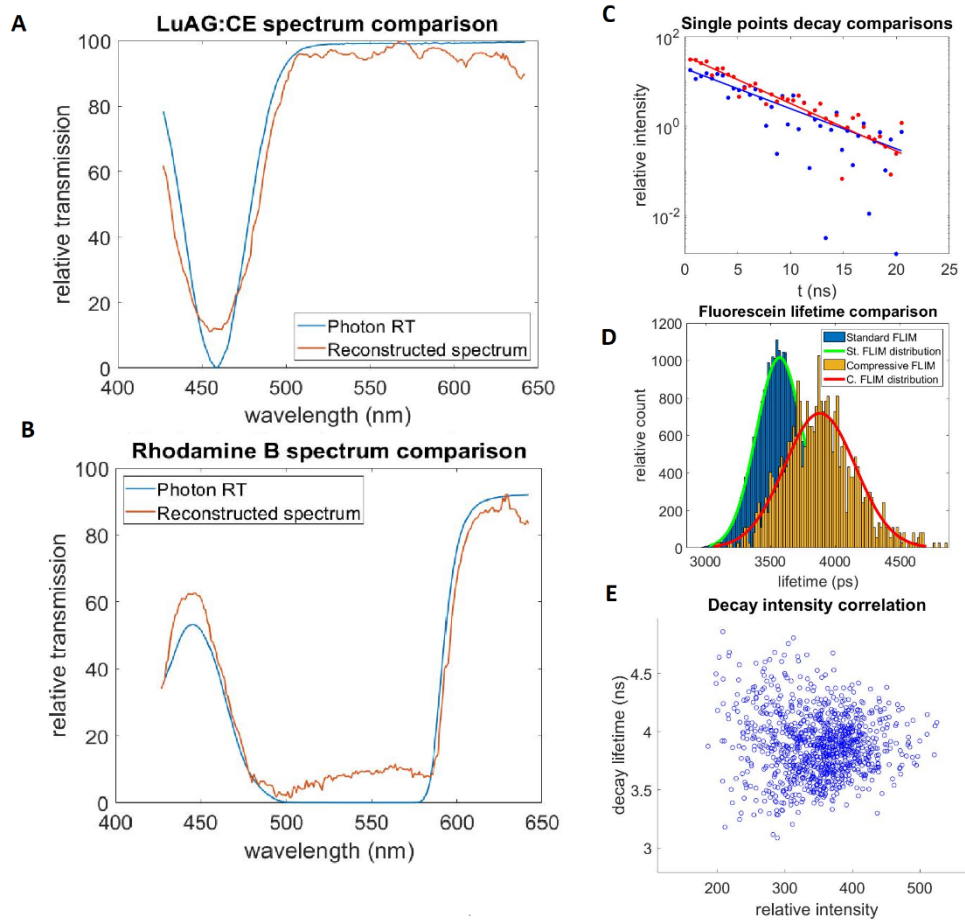 A
LuAG:CE spectrum comparison
relative transmission
100
80
60
40
20
0
Photon RT
Reconstructed spectrum
400
450
500
550
600
650
wavelength (nm)
B
Rhodamine B spectrum comparison
relative transmission
100
80
60
40
20
0
Photon RT
Reconstructed spectrum
400
450
500
550
600
650
wavelength (nm)
C
Single points decay comparisons
relative intensity
10²
10⁰
10⁻²
0
5
10
15
20
25
t (ns)
D
Fluorescein lifetime comparison
relative count
1200
1000
800
600
400
200
0
Standard FLIM
St. FLIM distribution
Compressive FLIM
C. FLIM distribution
3000
3500
4000
4500
lifetime (ps)
E
Decay intensity correlation
decay lifetime (ns)
4.5
4
3.5
3
200
300
400
500
relative intensity